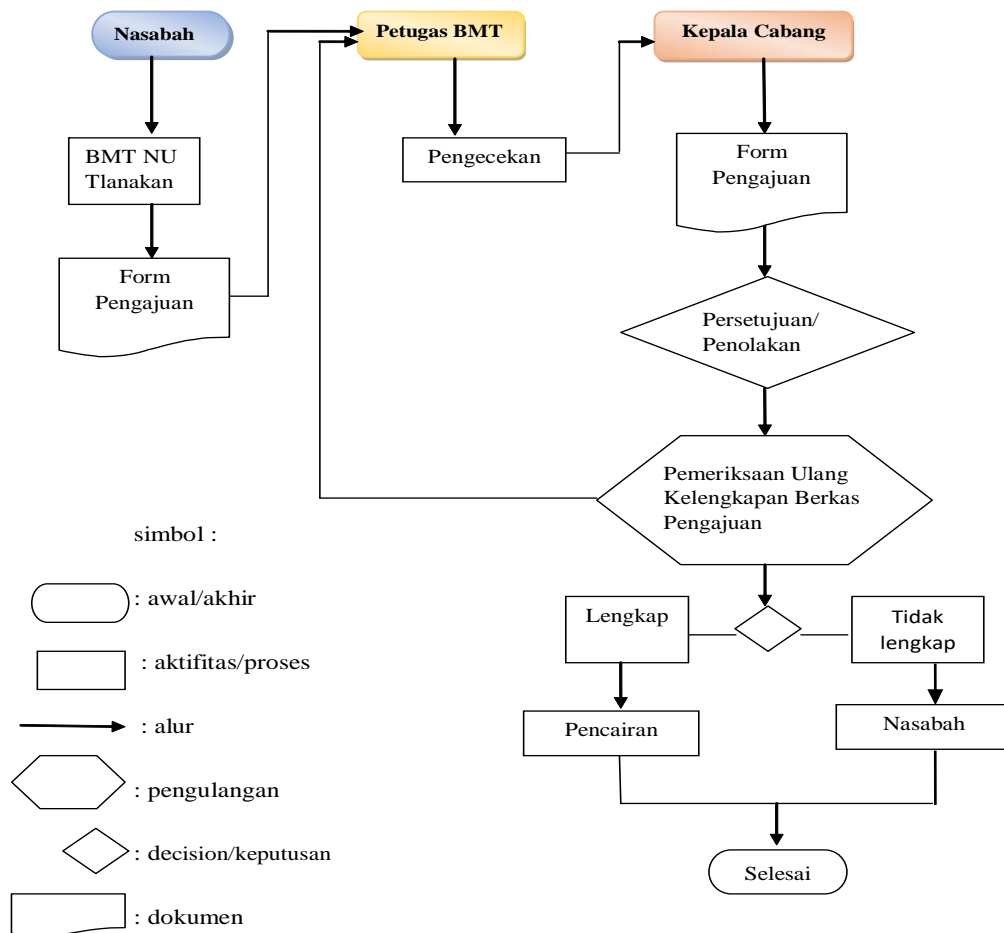 Nasabah
Petugas BMT
Kepala Cabang
BMT NU
Tlanakan
Form
Pengajuan
Pengecekan
Form
Pengajuan
Persetujuan/
Penolakan
Pemeriksaan Ulang
Kelengkapan Berkas
Pengajuan
Lengkap
Tidak
lengkap
Pencairan
Nasabah
Selesai
simbol :
: awal/akhir
: aktifitas/proses
: alur
: pengulangan
: decision/keputusan
: dokumen